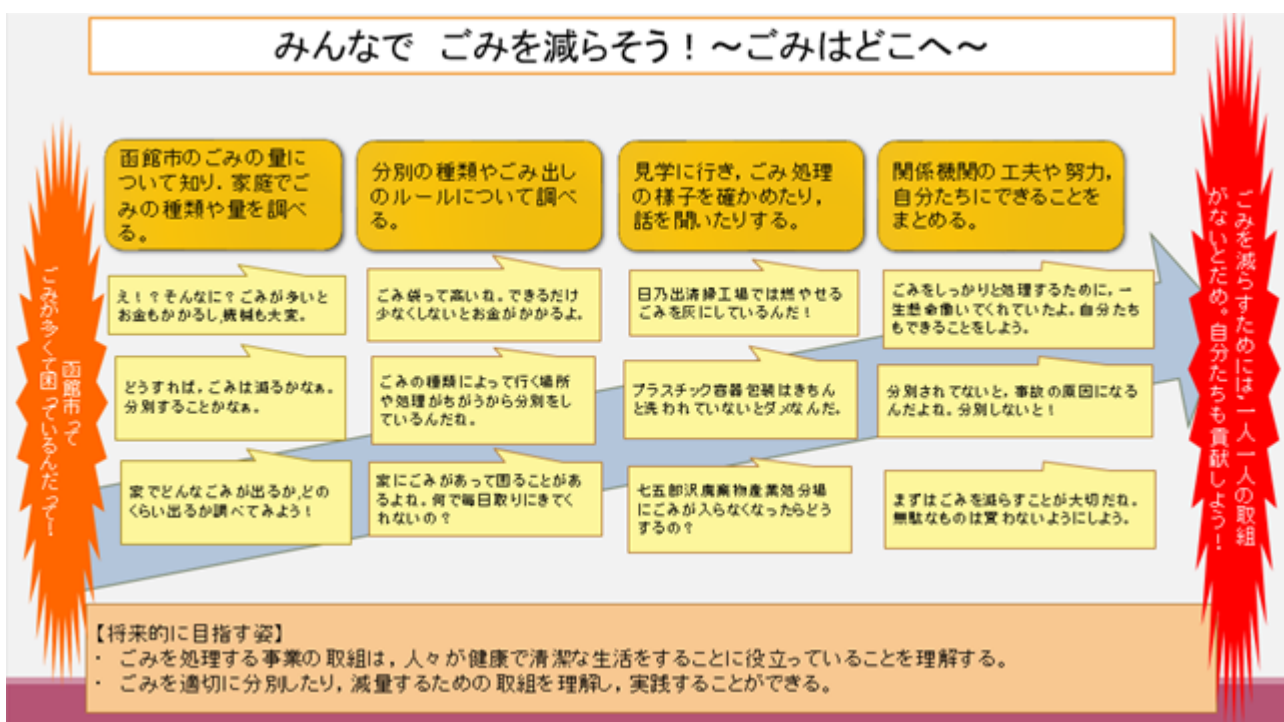 みんなで　ごみを減らそう！～ごみはどこへ～
函館市って
ごみが多くて困っているんだって！
函館市のごみの量に
ついて知り．家庭でご
みの種類や量を調べ
る。
え！？そんなに？ごみが多いと
お金もかかるし,機械も大変。
どうすれば，ごみは減るかなぁ。
分別することかなぁ。
家でどんなごみが出るか,どの
くらい出るか調べてみよう！
分別の種類やごみ出し
のルールについて調べ
る。
ごみ袋って高いね。できるだけ
少なくしないとお金がかかるよ。
ごみの種類によって行く場所
や処理がちがうから分別をし
ているんだね。
家にごみがあって困ることがあ
るよね。何で毎日取りにきてく
れないの？
見学に行き，ごみ処理
の様子を確かめたり，
話を聞いたりする。
日乃出清掃工場では燃やせる
ごみを灰にしているんだ！
プラスチック容器包装はきちん
と洗われていないとダメなんだ。
七五郎沢廃棄物産業処分場
にごみが入らなくなったらどう
するの？
関係機関の工夫や努力，
自分たちにできることを
まとめる。
ごみをしっかりと処理するために，一
生懸命働いてくれていたよ。自分たち
もできることをしよう。
分別されてないと，事故の原因になる
んだよね。分別しないと！
まずはごみを減らすことが大切だね。
無駄なものは買わないようにしよう。
ごみを減らすためには，一人一人の取組
がないとだめ。自分たちも貢献しよう！
【将来的に目指す姿】
・ ごみを処理する事業の取組は，人々が健康で清潔な生活をすることに役立っていることを理解する。
・ ごみを適切に分別したり，減量するための取組を理解し，実践することができる。